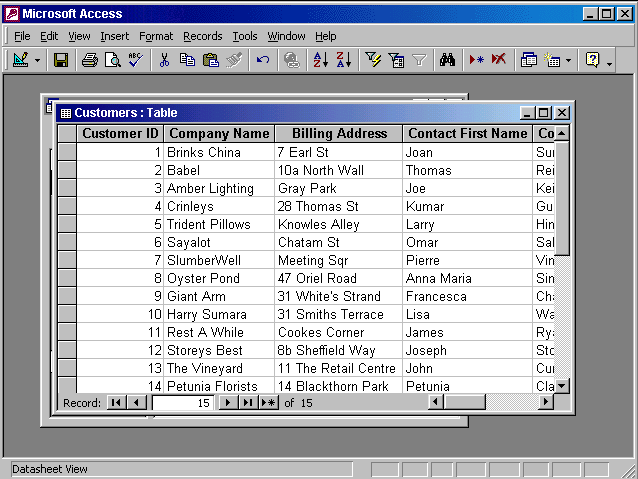 Microsoft Access
File Edit View Insert Format Records Tools Window Help
Customers : Table
Customer ID Company Name Billing Address Contact First Name Co
1 Brinks China 7 Earl St Joan Sur
2 Babel 10a North Wall Thomas Rei
3 Amber Lighting Gray Park Joe Kei
4 Crinleys 28 Thomas St Kumar Gu
5 Trident Pillows Knowles Alley Larry Hin
6 Sayalot Chatam St Omar Sal
7 SlumberWell Meeting Sqr Pierre Vin
8 Oyster Pond 47 Oriel Road Anna Maria Sin
9 Giant Arm 31 White's Strand Francesca Cha
10 Harry Sumara 31 Smiths Terrace Lisa Wa
11 Rest A While Cookes Corner James Rya
12 Storeys Best 8b Sheffield Way Joseph Sto
13 The Vineyard 11 The Retail Centre John Cur
14 Petunia Florists 14 Blackthorn Park Petunia Cla
Record: 15 of 15
Datasheet View